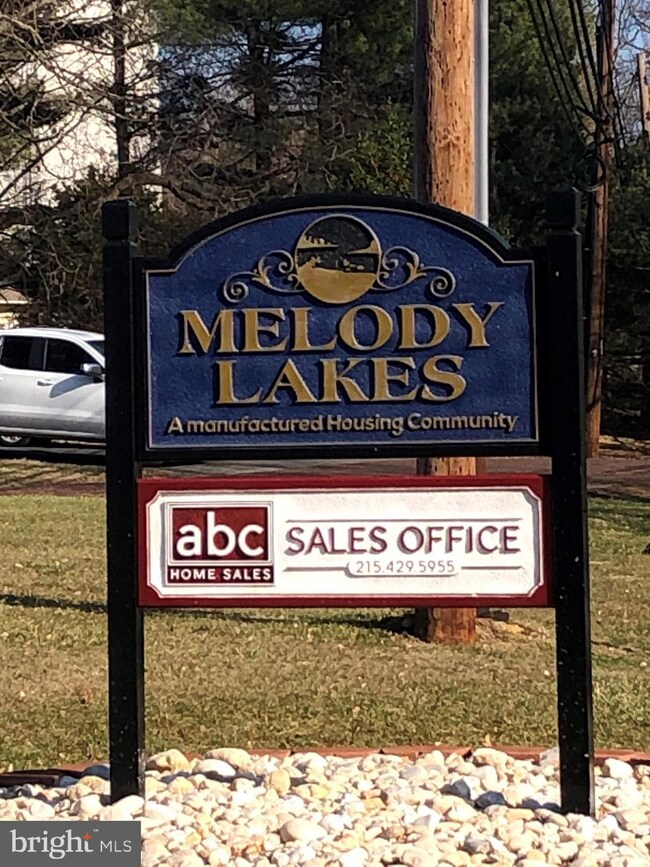 MELODY
LAKES
A manufactured Housing Community
abc
HOME SALES
SALES OFFICE
215.429.5955
bright MLS